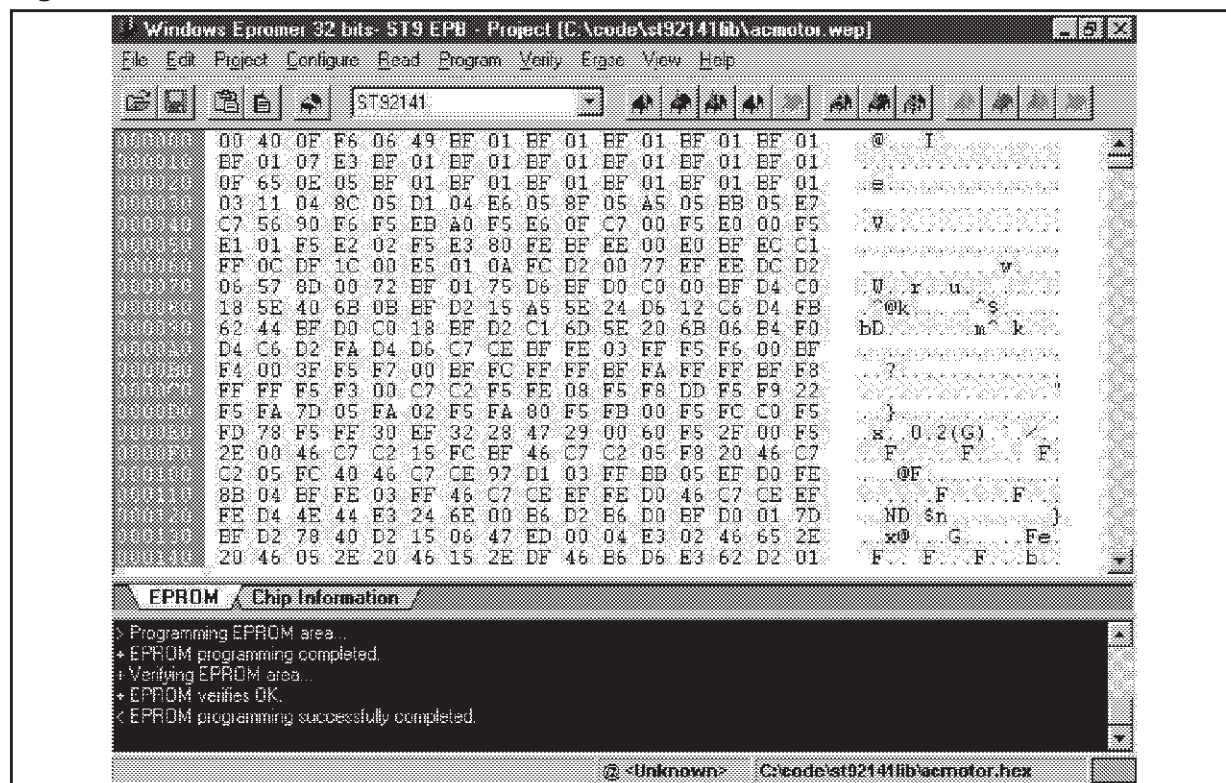 Windows Epromer 32 bits- ST9 EPB - Project [C:\code\st92141lib\acmotor.wep]
File Edit Project Configure Read Program Verify Erase View Help
ST92141
00 40 0F F6 06 49 BF 01 BF 01 BF 01 BF 01 BF 01 @ I
BF 01 07 E3 BF 01 BF 01 BF 01 BF 01 BF 01 BF 01
0F 65 0E 05 BF 01 BF 01 BF 01 BF 01 BF 01 BF 01 e
03 11 04 8C 05 D1 04 E6 05 8F 05 A5 05 BB 05 E7
C7 56 90 F6 F5 EB A0 F5 E6 0F C7 00 F5 E0 00 F5 V
E1 01 F5 E2 02 F5 E3 80 FE BF EE 00 E0 BF EC C1
FF 0C DF 1C 00 E5 01 0A FC D2 00 77 EF EE DC D2 w
06 57 8D 00 72 BF 01 75 D6 BF D0 C0 00 BF D4 C0 W r u
18 5E 40 6B 0B BF D2 15 A5 5E 24 D6 12 C6 D4 FB ^@k ^$
62 44 BF D0 C0 18 BF D2 C1 6D 5E 20 6B 06 B4 F0 bD m^ k
D4 C6 D2 FA D4 D6 C7 CE BF FE 03 FF F5 F6 00 BF
F4 00 3F F5 F7 00 BF FC FF FF BF FA FF FF BF F8 ?
FF FF F5 F3 00 C7 C2 F5 FE 08 F5 F8 DD F5 F9 22 "
F5 FA 7D 05 FA 02 F5 FA 80 F5 FB 00 F5 FC C0 F5 }
FD 78 F5 FF 30 EF 32 28 47 29 00 60 F5 2F 00 F5 x 0 2(G) ` /
2E 00 46 C7 C2 15 FC BF 46 C7 C2 05 F8 20 46 C7 . F F F
C2 05 FC 40 46 C7 CE 97 D1 03 FF BB 05 EF D0 FE @F
8B 04 BF FE 03 FF 46 C7 CE EF FE D0 46 C7 CE EF F F
FE D4 4E 44 E3 24 6E 00 B6 D2 B6 D0 BF D0 01 7D ND $n }
BF D2 78 40 D2 15 06 47 ED 00 04 E3 02 46 65 2E x@ G Fe.
20 46 05 2E 20 46 15 2E DF 46 B6 D6 E3 62 D2 01 F . F . F b
EPROM Chip Information
> Programming EPROM area...
+ EPROM programming completed.
+ Verifying EPROM area...
+ EPROM verifies OK.
< EPROM programming successfully completed.
@ <Unknown> C:\code\st92141lib\acmotor.hex